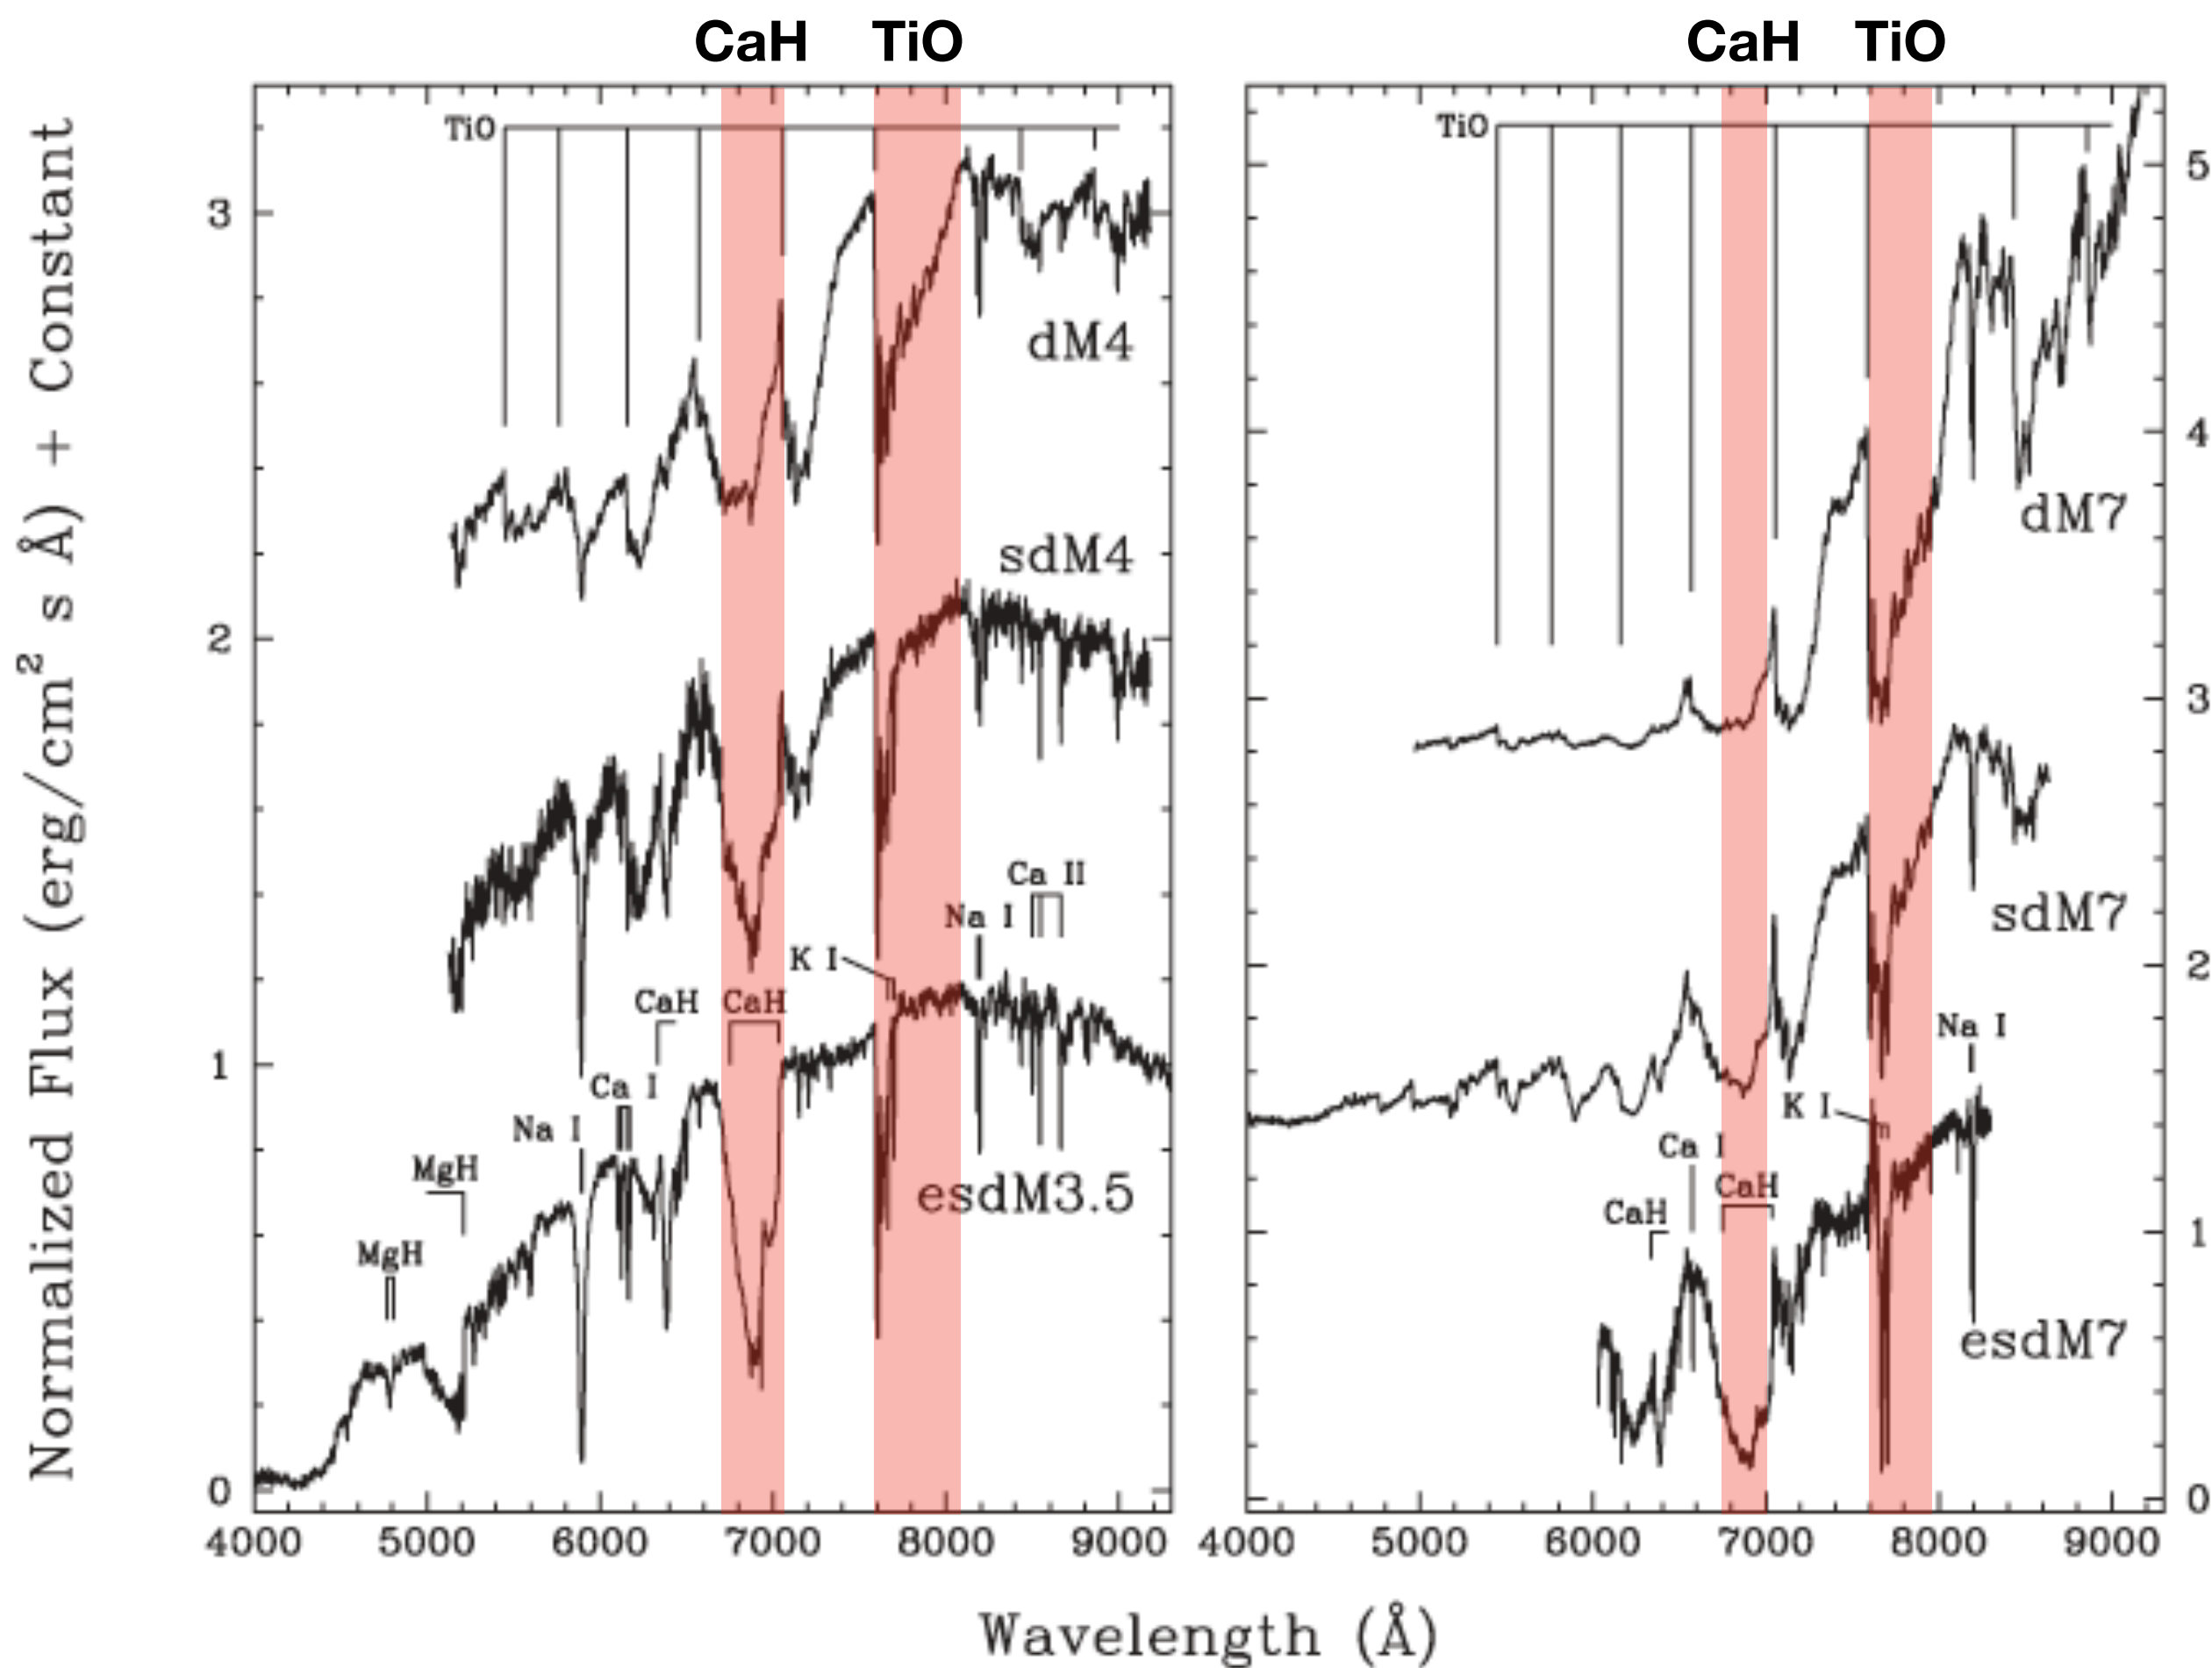 CaH TiO
CaH TiO
Normalized Flux (erg/cm² s Å) + Constant
TiO
dM4
sdM4
Ca II
Na I
K I
CaH CaH
Ca I
Na I
MgH
esdM3.5
MgH
3
2
1
0
4000 5000 6000 7000 8000 9000
TiO
dM7
sdM7
Na I
K I
Ca I
CaH
CaH
esdM7
5
4
3
2
1
0
4000 5000 6000 7000 8000 9000
Wavelength (Å)